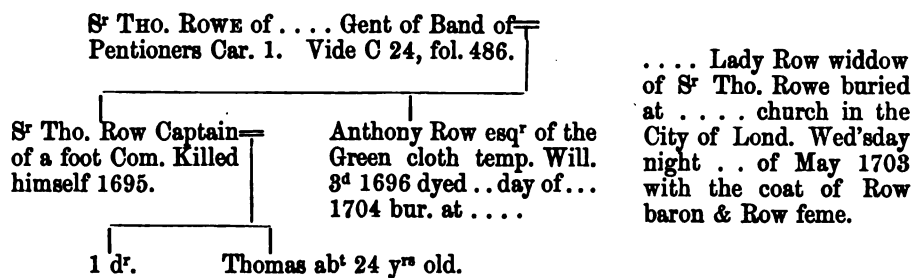 Sʳ Tho. Rowe of . . . . Gent of Band of
Pentioners Car. 1. Vide C 24, fol. 486.
. . . . Lady Row widdow
of Sʳ Tho. Rowe buried
at . . . . church in the
City of Lond. Wed'sday
night . . of May 1703
with the coat of Row
baron & Row feme.
Sʳ Tho. Row Captain
of a foot Com. Killed
himself 1695.
Anthony Row esqʳ of the
Green cloth temp. Will.
3ᵈ 1696 dyed . . day of . . .
1704 bur. at . . . .
1 dʳ.
Thomas abᵗ 24 yʳˢ old.